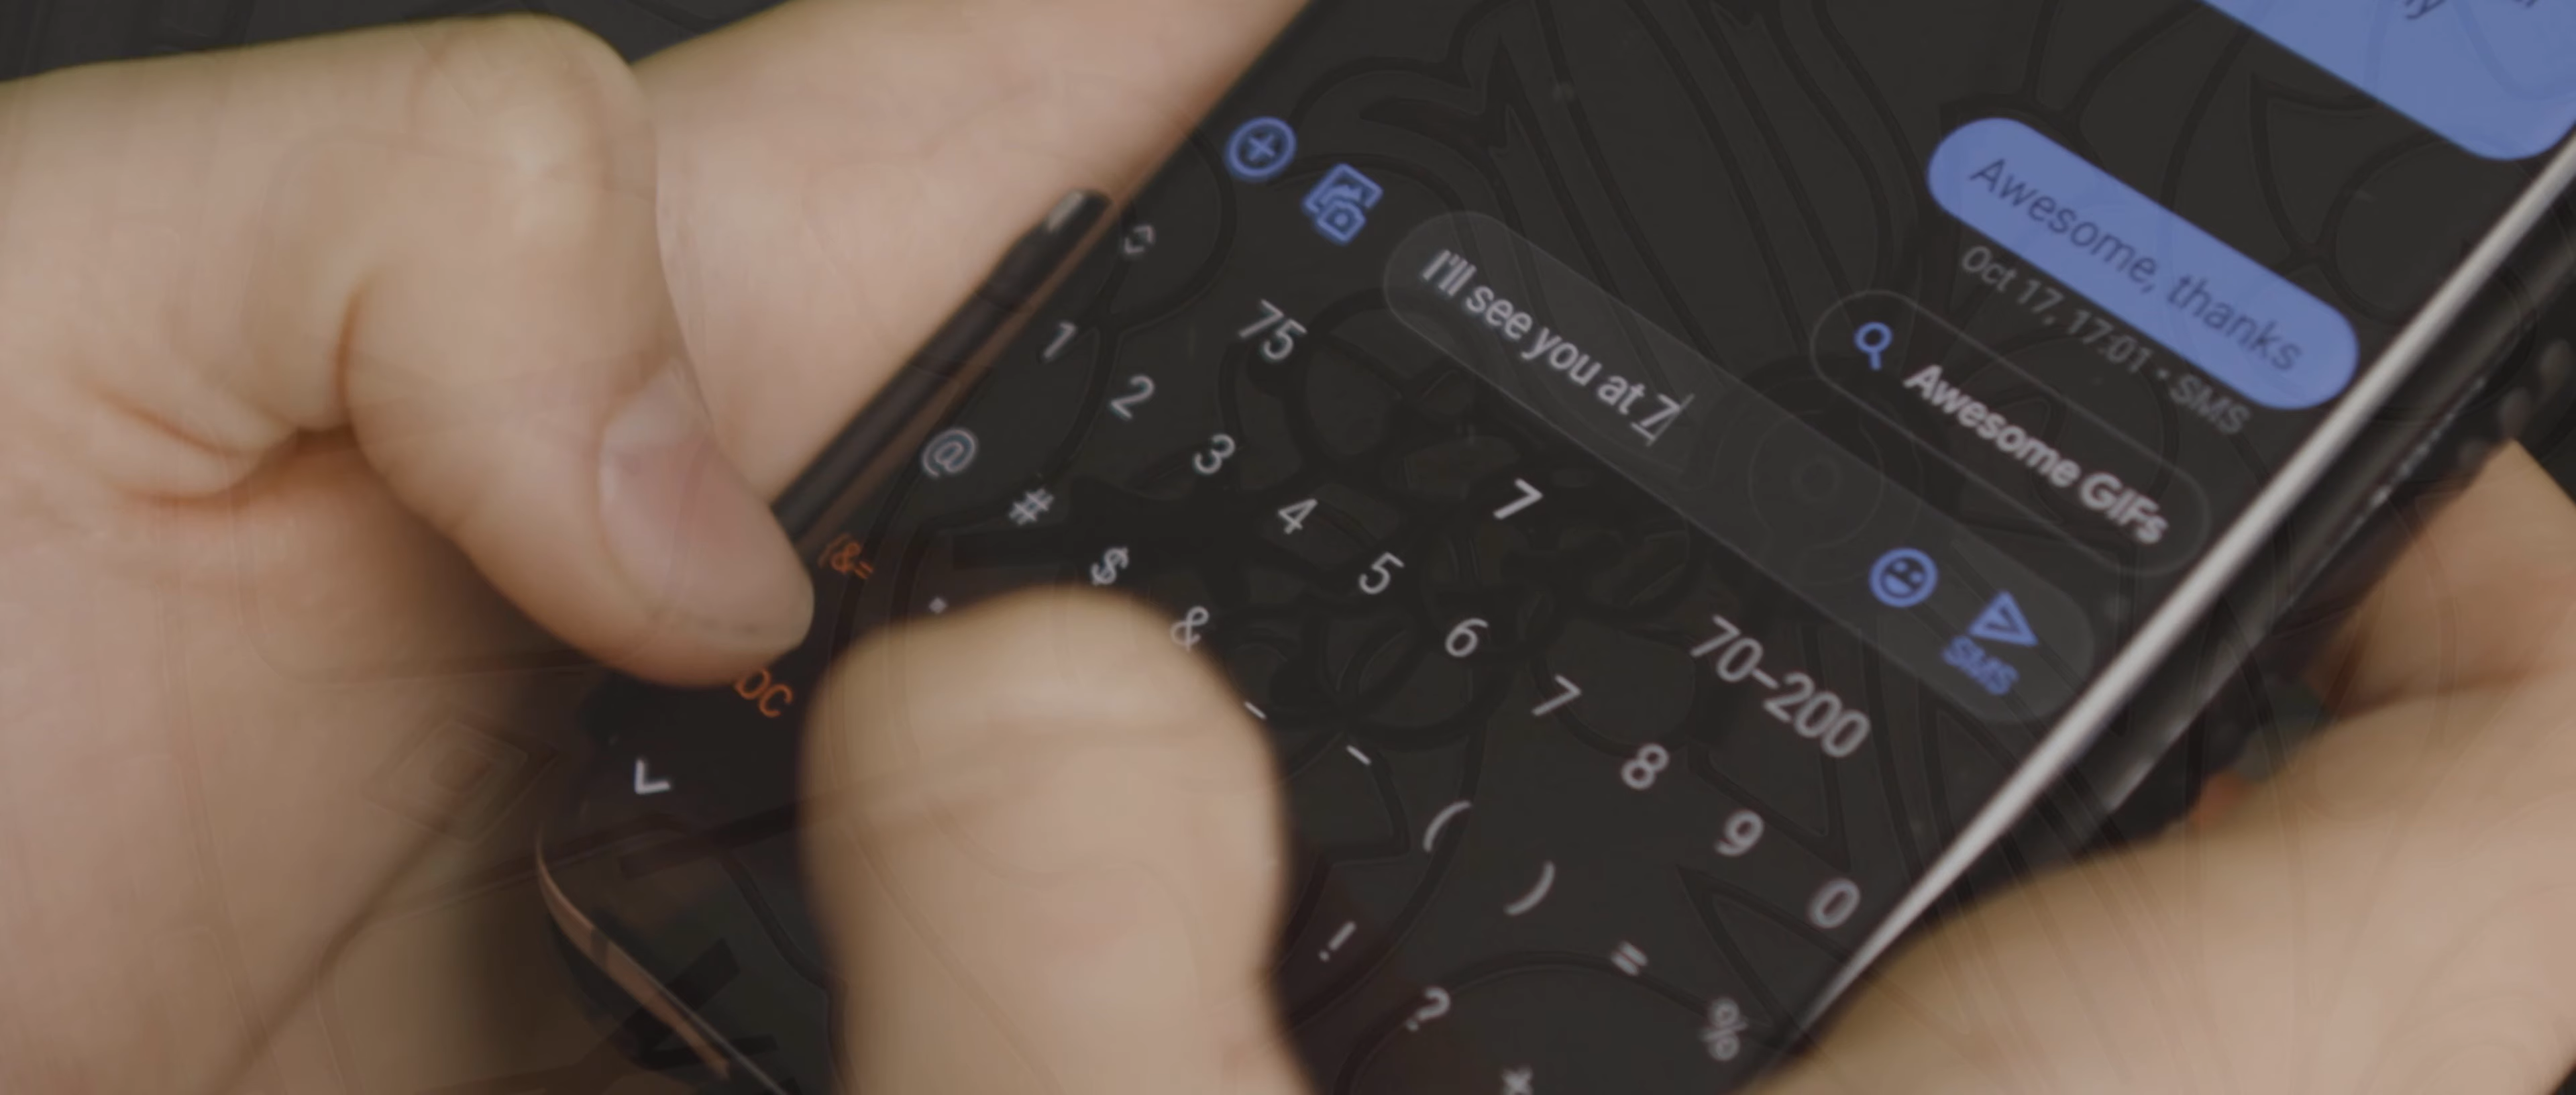 Awesome, thanks
Oct 17, 17:01 • SMS
Awesome GIFs
I'll see you at 7
SMS
75 7 70-200
1 2 3 4 5 6 7 8 9 0
@ # $ & _ - ( ) = %
{&= " ! ? *